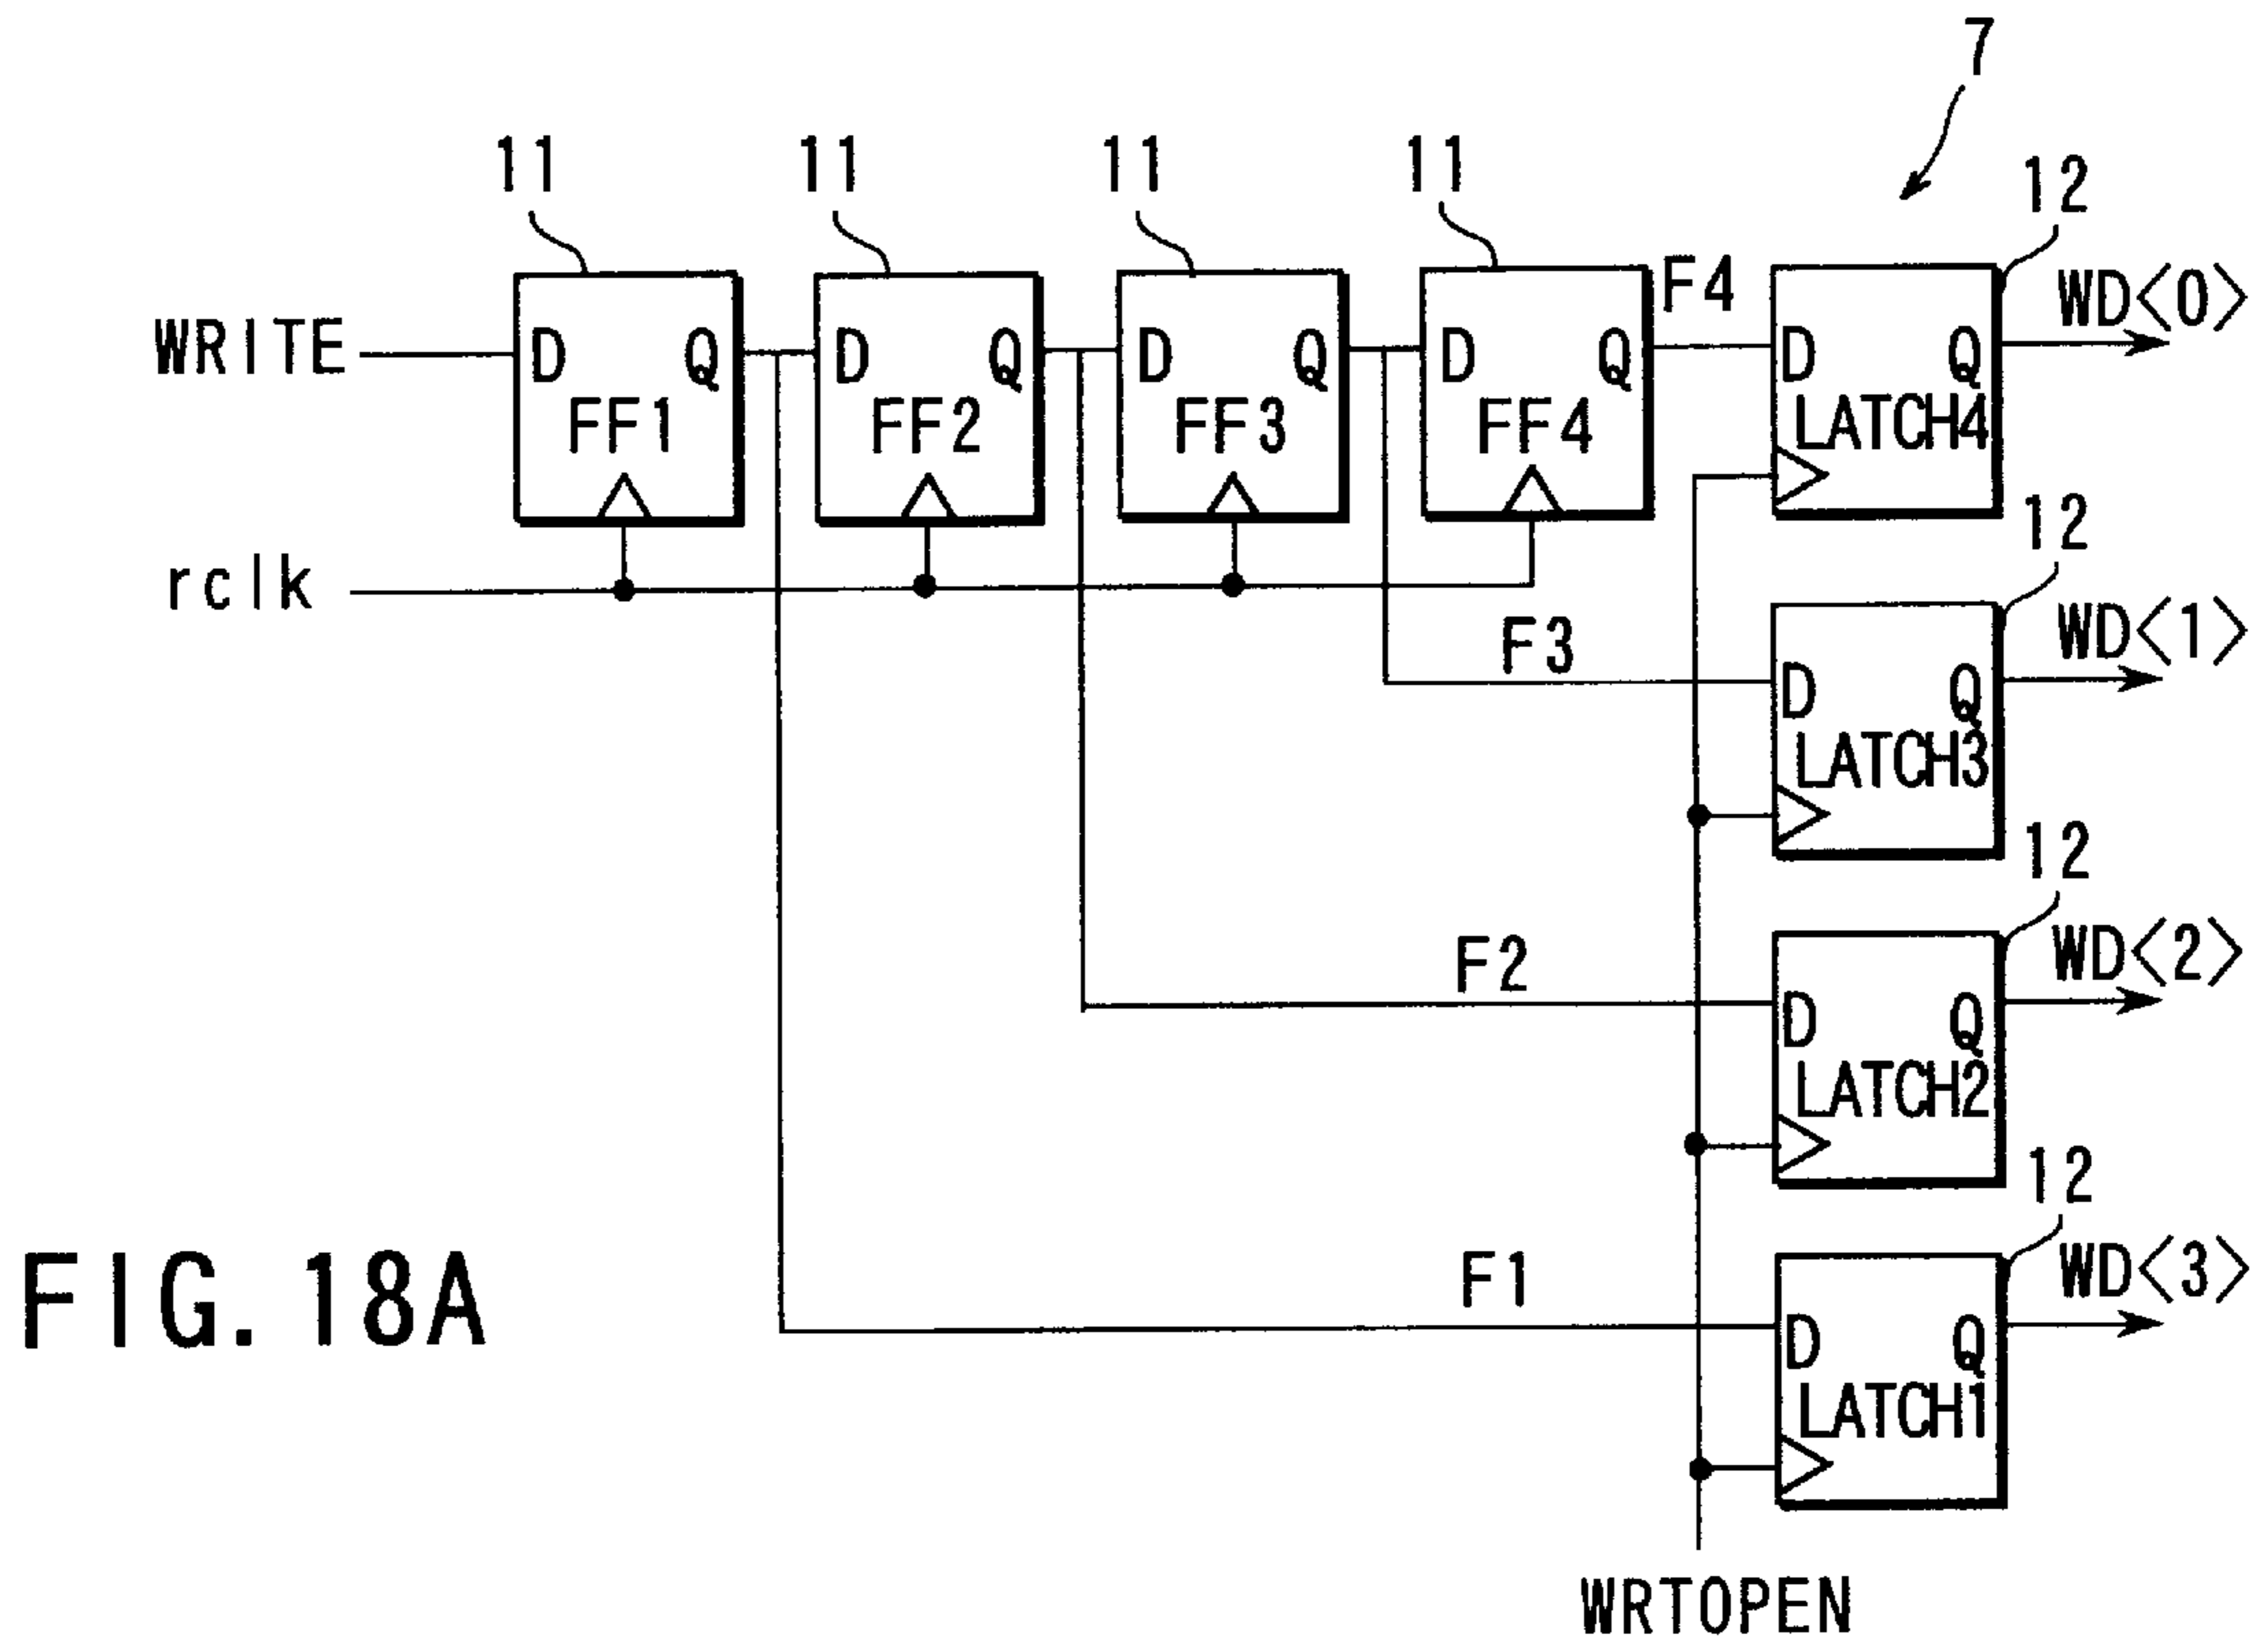 7
11 11 11 11 12
F4 WD<0>
WRITE D Q D Q D Q D Q D Q
FF1 FF2 FF3 FF4 LATCH4
12
rclk
F3 WD<1>
D Q
LATCH3
12
F2 WD<2>
D Q
LATCH2
12
F1 WD<3>
FIG. 18A
D Q
LATCH1
WRTOPEN